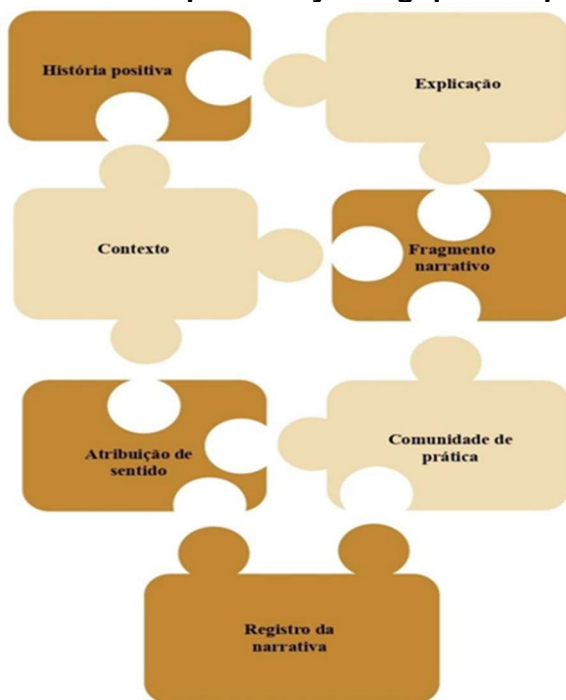 História positiva
Explicação
Contexto
Fragmento
narrativo
Atribuição de
sentido
Comunidade de
prática
Registro da
narrativa